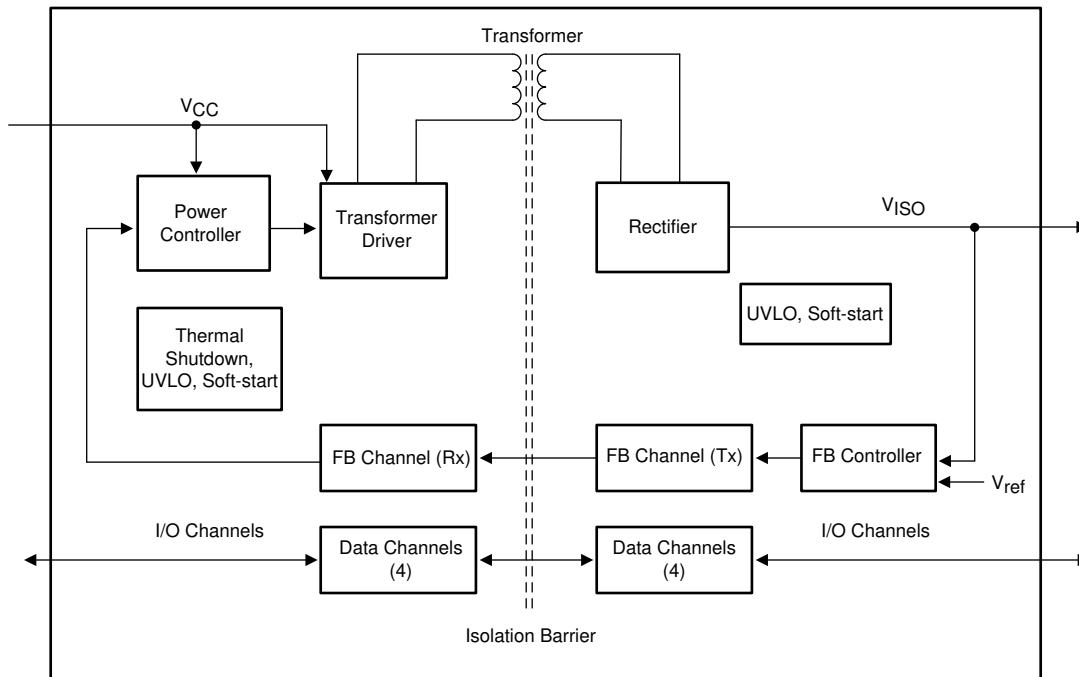 Transformer
VCC
Power
Controller
Transformer
Driver
Rectifier
VISO
Thermal
Shutdown,
UVLO, Soft-start
UVLO, Soft-start
FB Channel (Rx)
FB Channel (Tx)
FB Controller
Vref
I/O Channels
Data Channels
(4)
Data Channels
(4)
I/O Channels
Isolation Barrier